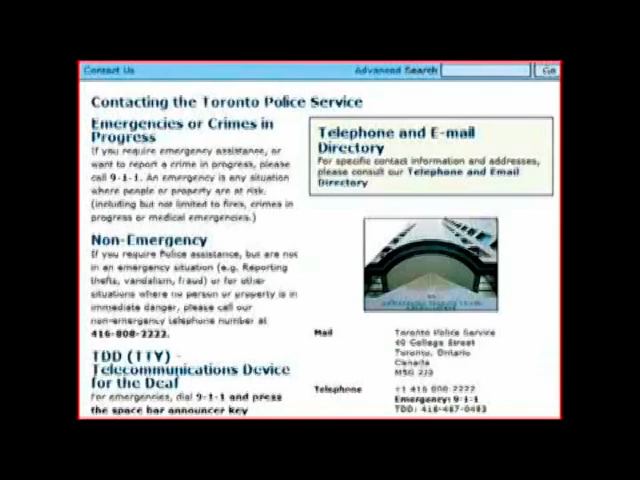 Contact Us
Advanced Search
Go
Contacting the Toronto Police Service
Emergencies or Crimes in
Progress
If you require emergency assistance, or
want to report a crime in progress, please
call 9-1-1. An emergency is any situation
where people or property are at risk.
(including but not limited to fires, crimes in
progress or medical emergencies.)
Non-Emergency
If you require Police assistance, but are not
in an emergency situation (e.g. Reporting
thefts, vandalism, fraud) or for other
situations where no person or property is in
immediate danger, please call our
non-emergency telephone number at
416-808-2222.
TDD (TTY) -
Telecommunications Device
for the Deaf
For emergencies, dial 9-1-1 and press
the space bar announcer key
Telephone and E-mail
Directory
For specific contact information and addresses,
please consult our Telephone and Email
Directory
Mail
Toronto Police Service
40 College Street
Toronto, Ontario
Canada
M5G 2J3
Telephone
+1 416 808-2222
Emergency: 9-1-1
TDD: 416-467-0493